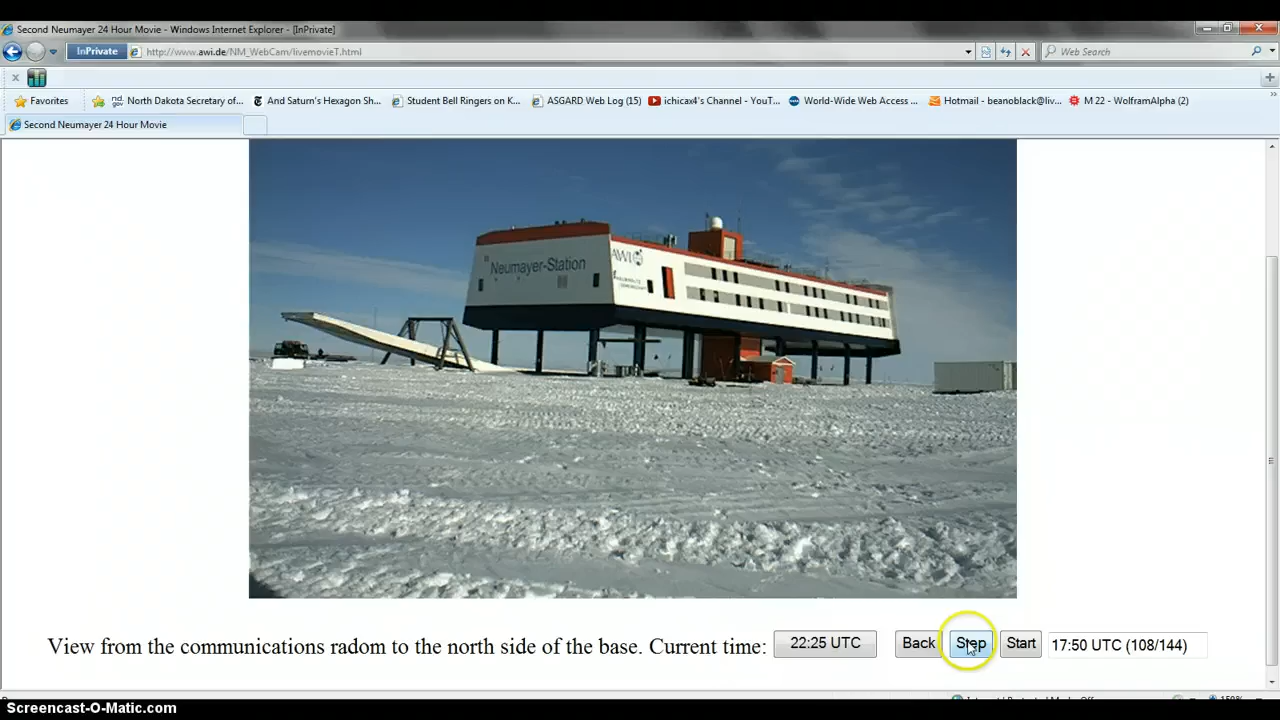 Second Neumayer 24 Hour Movie - Windows Internet Explorer - [InPrivate]
InPrivate http://www.awi.de/NM_WebCam/livemovieT.html Web Search
x
Favorites North Dakota Secretary of... And Saturn's Hexagon Sh... Student Bell Ringers on K... ASGARD Web Log (15) ichicax4's Channel - YouT... World-Wide Web Access ... Hotmail - beanoblack@liv... M 22 - WolframAlpha (2)
Second Neumayer 24 Hour Movie
Neumayer-Station AWI
View from the communications radom to the north side of the base. Current time: 22:25 UTC Back Step Start 17:50 UTC (108/144)
Screencast-O-Matic.com